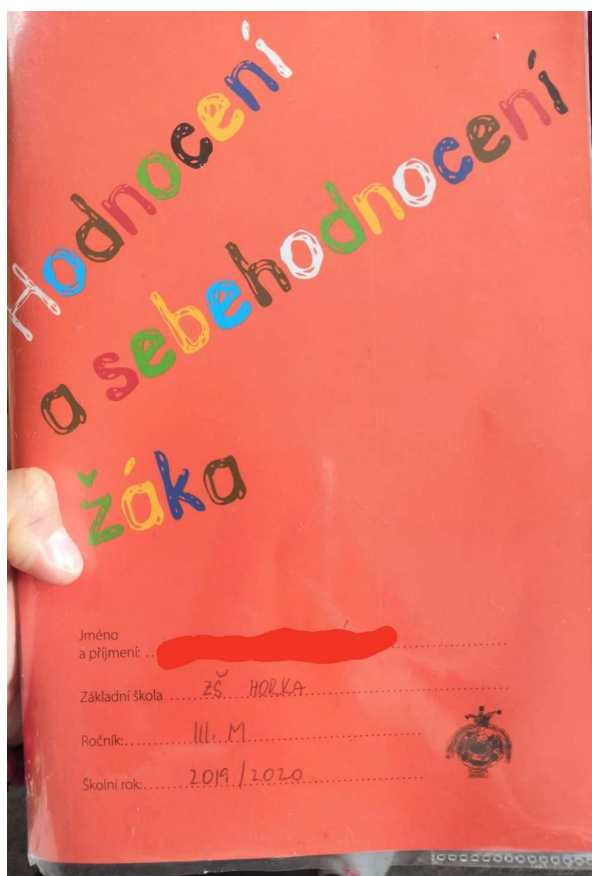 Hodnocení
a sebehodnocení
žáka
Jméno
a příjmení:
Základní škola ZŠ HORKA
Ročník: III. M
Školní rok: 2019/2020